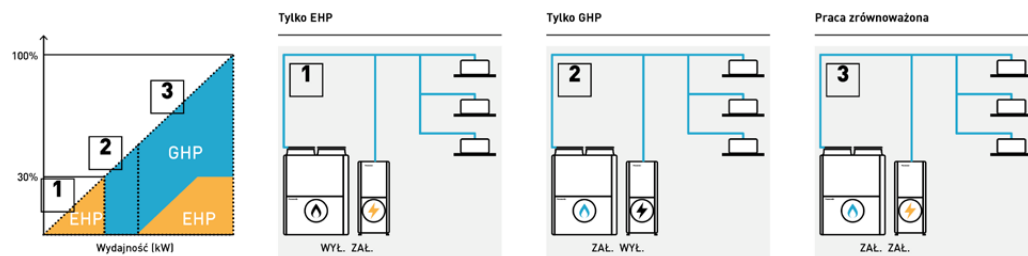 100%
30%
1
2
3
EHP
GHP
EHP
Wydajność (kW)
Tylko EHP
1
WYŁ. ZAŁ.
Tylko GHP
2
ZAŁ. WYŁ.
Praca zrównoważona
3
ZAŁ. ZAŁ.